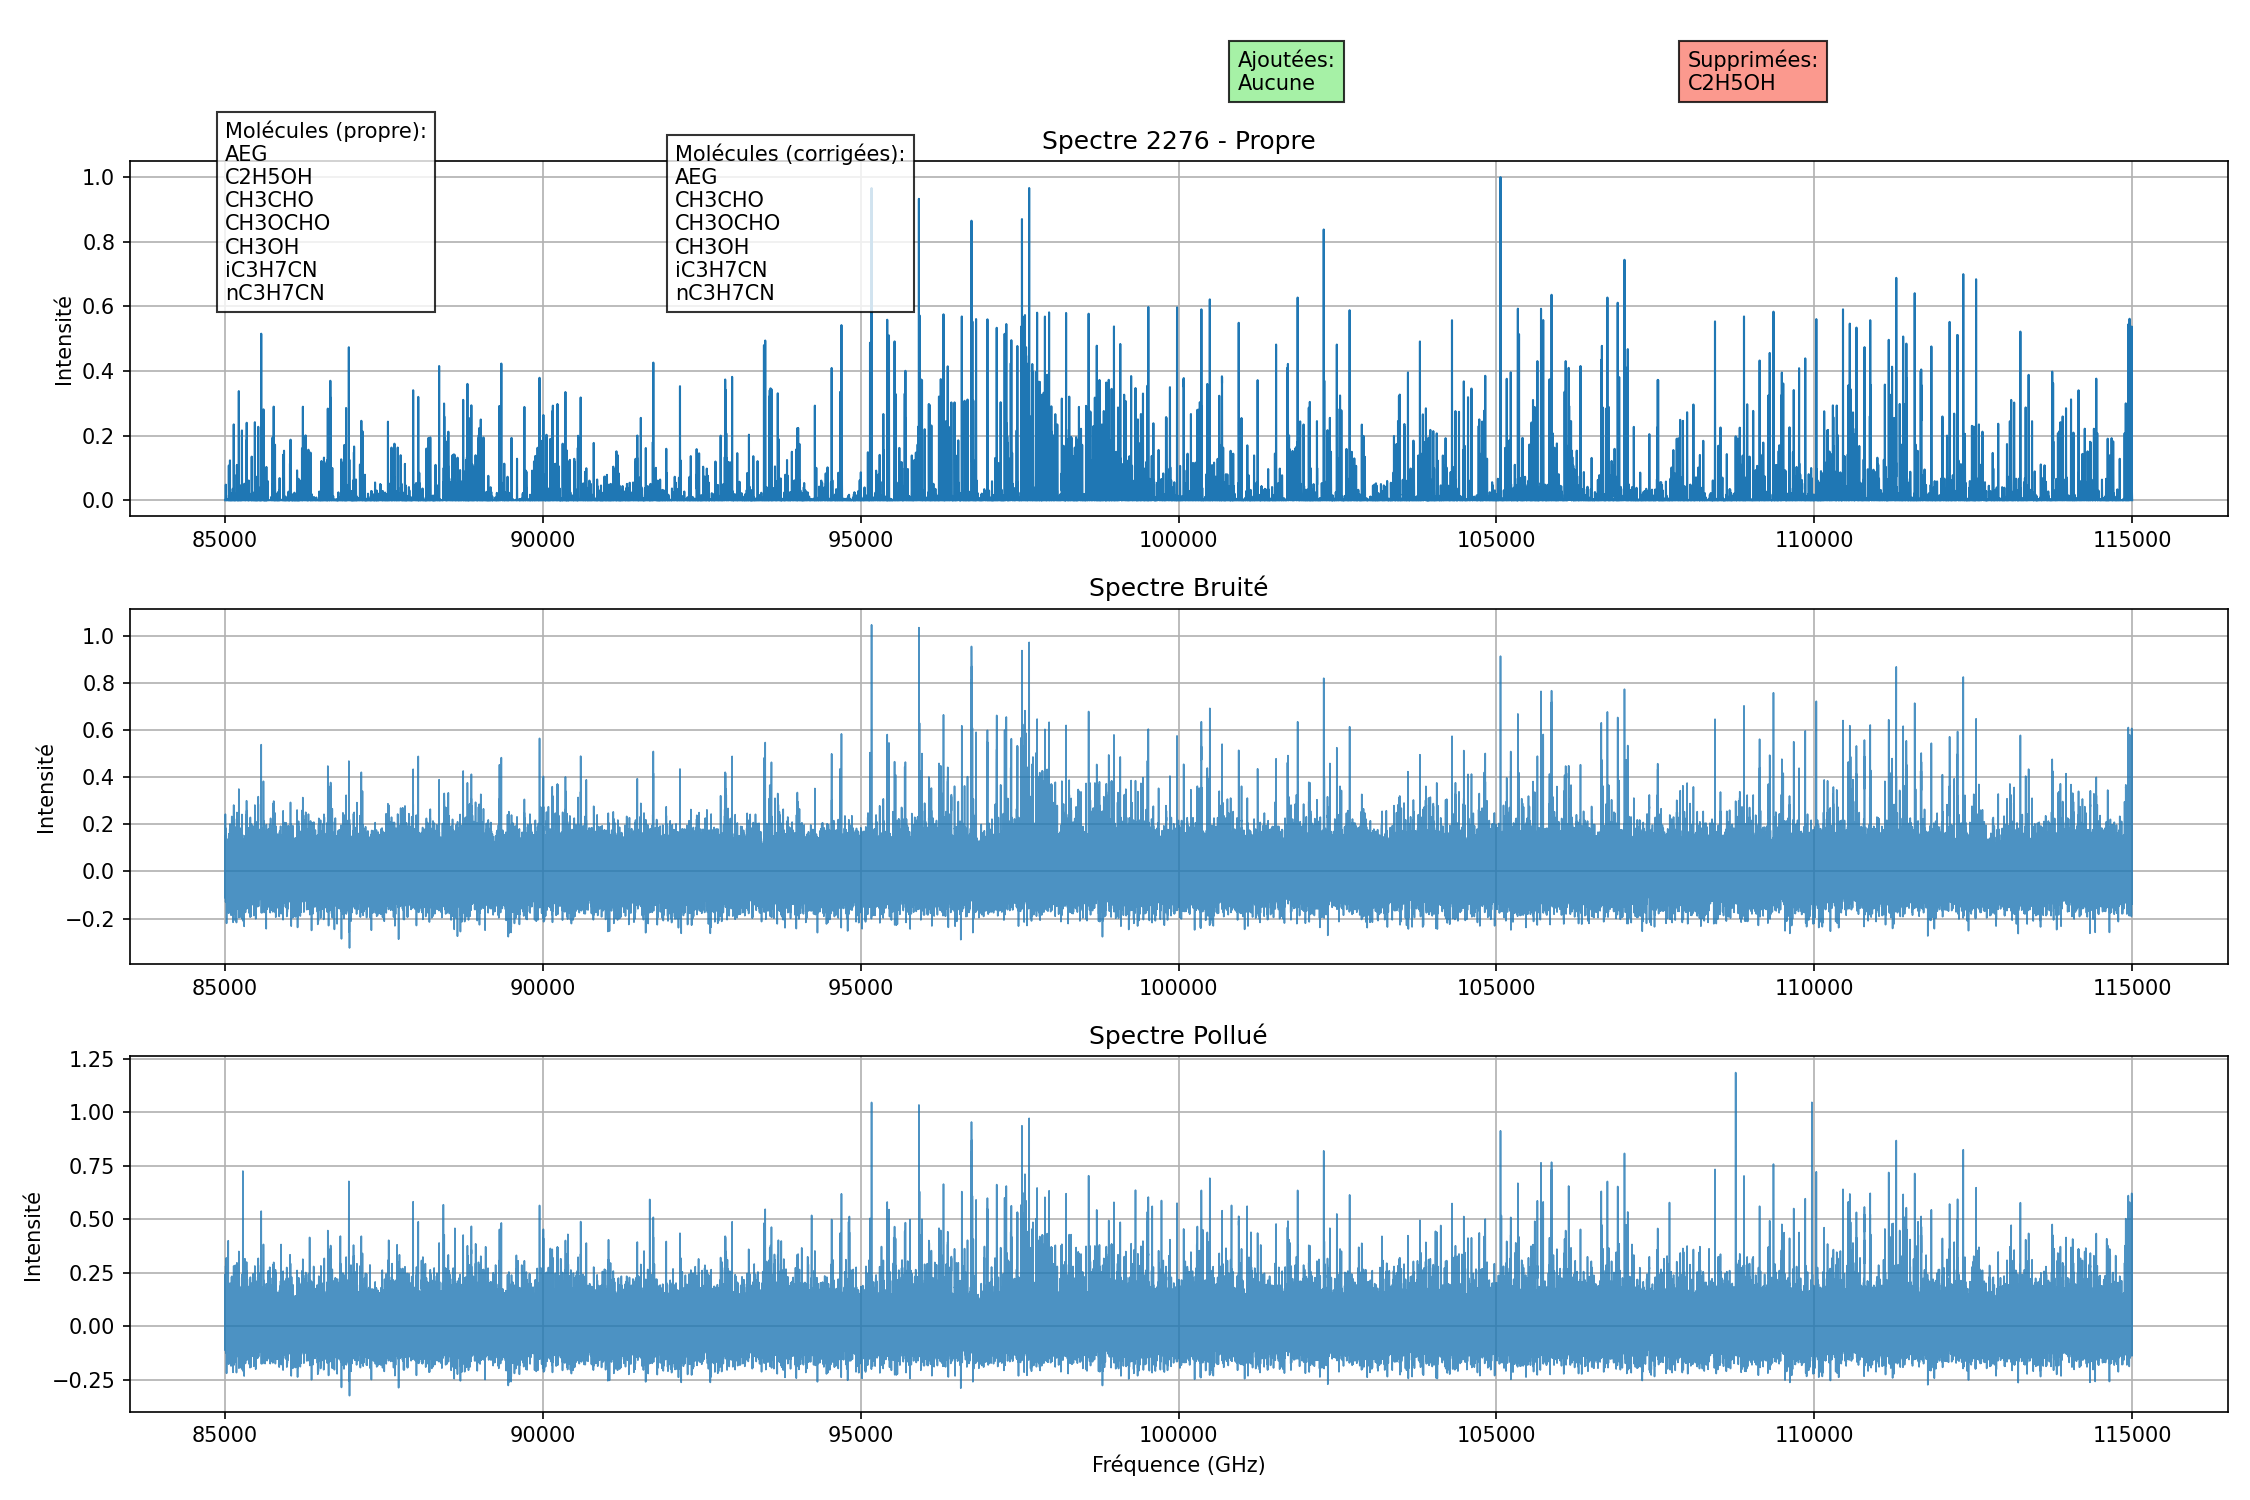 Ajoutées:
Aucune
Supprimées:
C2H5OH
Molécules (propre):
AEG
C2H5OH
CH3CHO
CH3OCHO
CH3OH
iC3H7CN
nC3H7CN
Molécules (corrigées):
AEG
CH3CHO
CH3OCHO
CH3OH
iC3H7CN
nC3H7CN
Spectre 2276 - Propre
Intensité
1.0
0.8
0.6
0.4
0.2
0.0
85000
90000
95000
100000
105000
110000
115000
Spectre Bruité
Intensité
1.0
0.8
0.6
0.4
0.2
0.0
−0.2
85000
90000
95000
100000
105000
110000
115000
Spectre Pollué
Intensité
1.25
1.00
0.75
0.50
0.25
0.00
−0.25
85000
90000
95000
100000
105000
110000
115000
Fréquence (GHz)